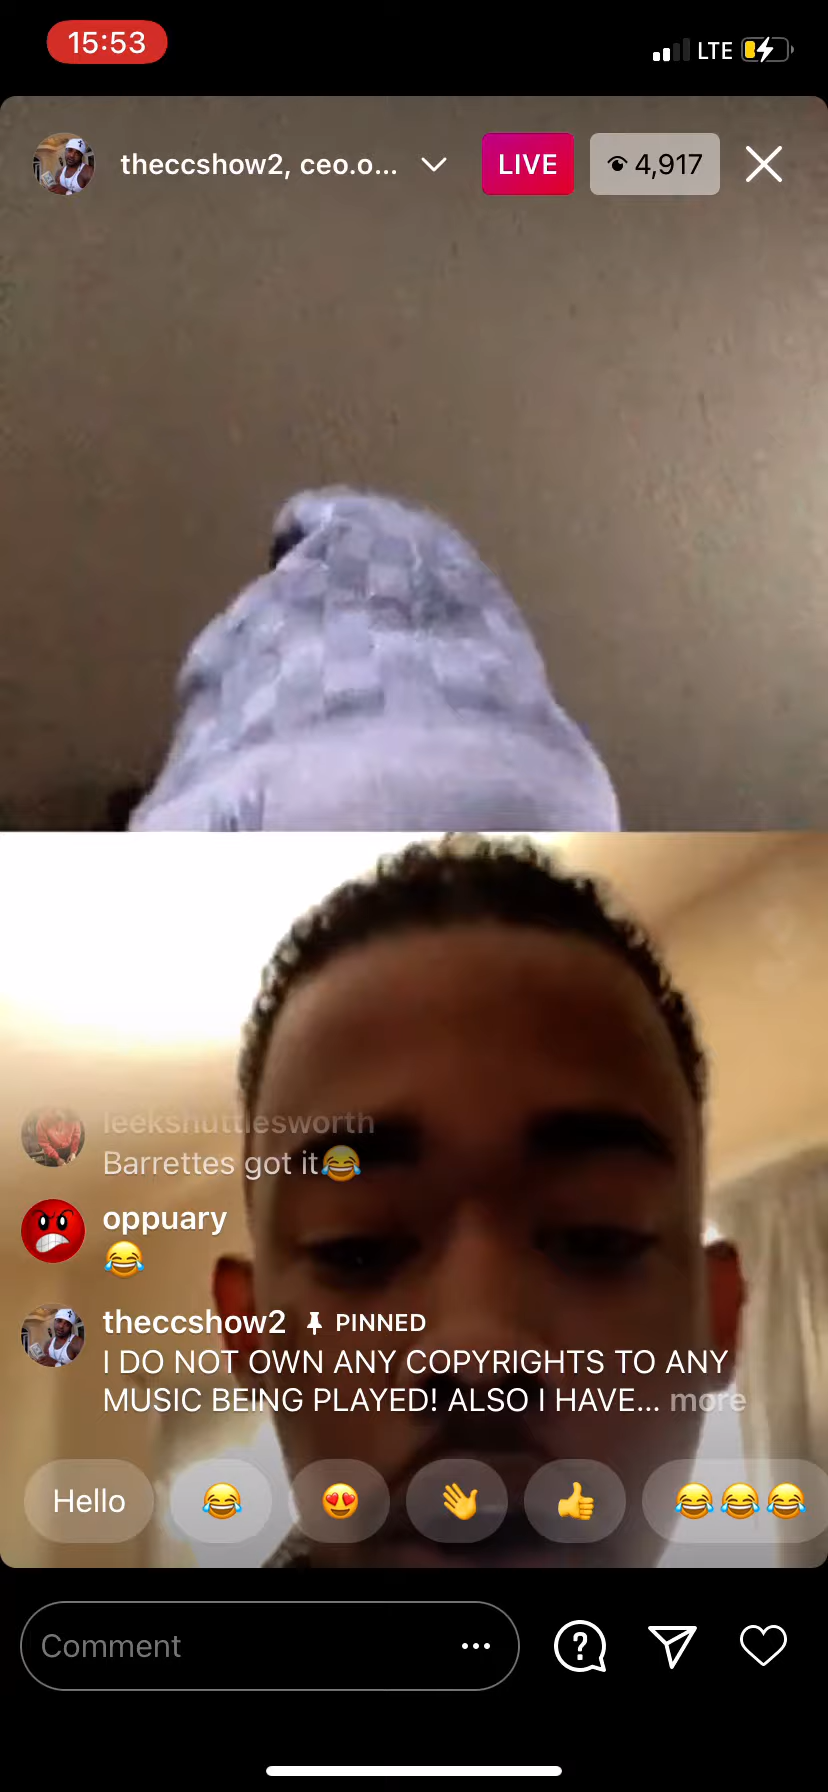 15:53
LTE
theccshow2, ceo.o...
LIVE
4,917
leekshuttlesworth
Barrettes got it😂
oppuary
😂
theccshow2 PINNED
I DO NOT OWN ANY COPYRIGHTS TO ANY
MUSIC BEING PLAYED! ALSO I HAVE... more
Hello 😂 😍 👋 👍 😂😂😂
Comment